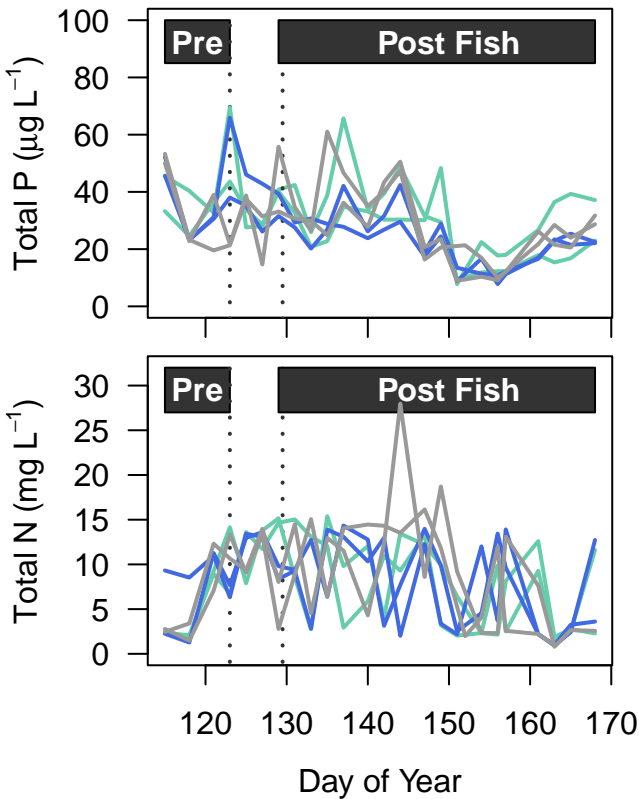 100
80
60
40
20
0
Total P (μg L⁻¹)
Pre
Post Fish
30
25
20
15
10
5
0
Total N (mg L⁻¹)
Pre
Post Fish
120 130 140 150 160 170
Day of Year